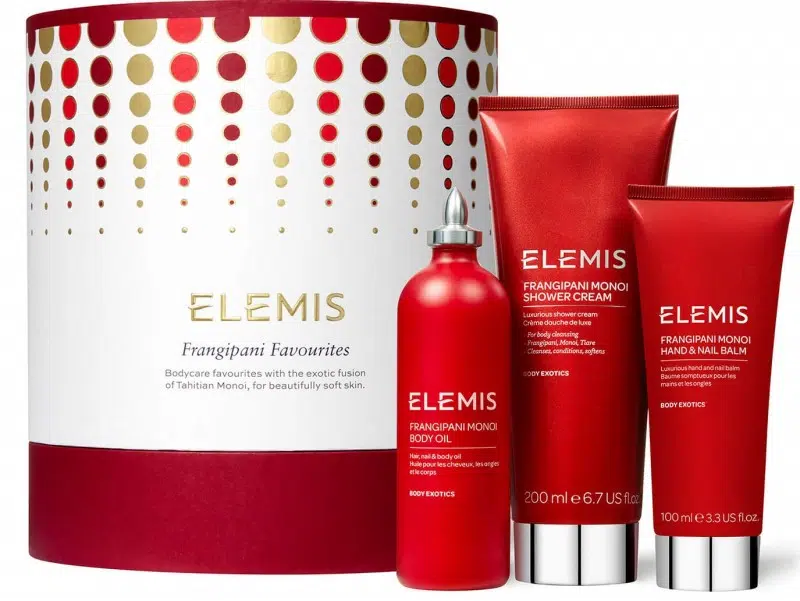 ELEMIS
Frangipani Favourites
Bodycare favourites with the exotic fusion
of Tahitian Monoi, for beautifully soft skin.
ELEMIS
FRANGIPANI MONOI
BODY OIL
Hair, nail & body oil
Huile pour les cheveux, les ongles
et le corps
BODY EXOTICS
ELEMIS
FRANGIPANI MONOI
SHOWER CREAM
Luxurious shower cream
Crème douche de luxe
· For body cleansing
· Frangipani, Monoi, Tiare
· Cleanses, conditions, softens
BODY EXOTICS
200 ml e 6.7 US fl.oz.
ELEMIS
FRANGIPANI MONOI
HAND & NAIL BALM
Luxurious hand and nail balm
Baume somptueux pour les
mains et les ongles
BODY EXOTICS
100 ml e 3.3 US fl.oz.